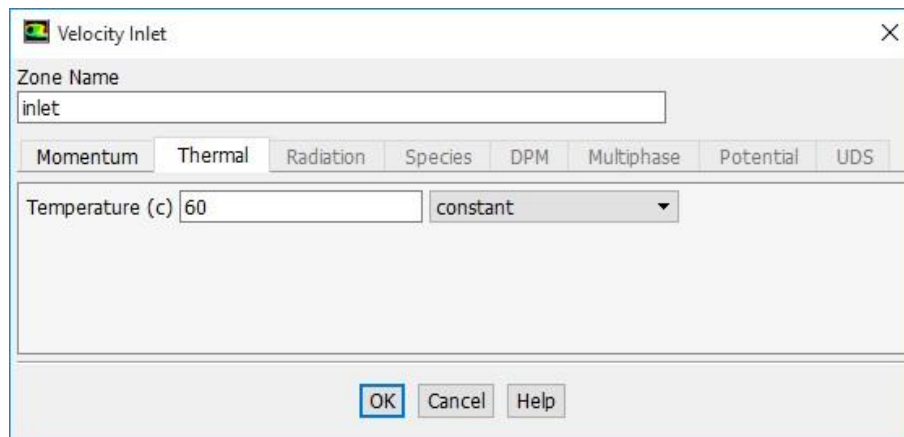 Velocity Inlet
Zone Name
inlet
Momentum Thermal Radiation Species DPM Multiphase Potential UDS
Temperature (c) 60 constant
OK Cancel Help